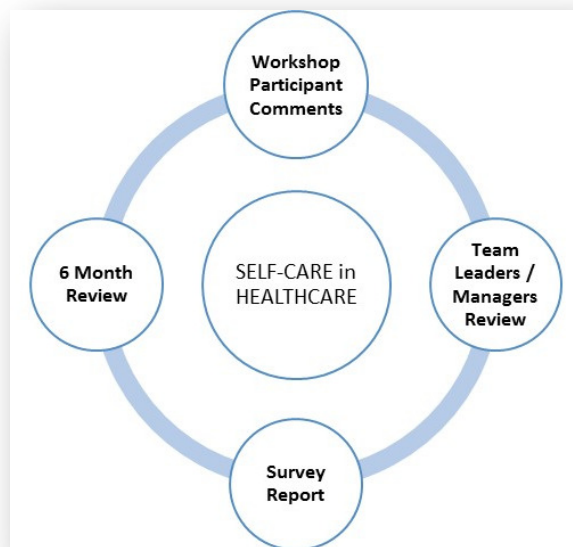 Workshop
Participant
Comments
6 Month
Review
SELF-CARE in
HEALTHCARE
Team
Leaders /
Managers
Review
Survey
Report